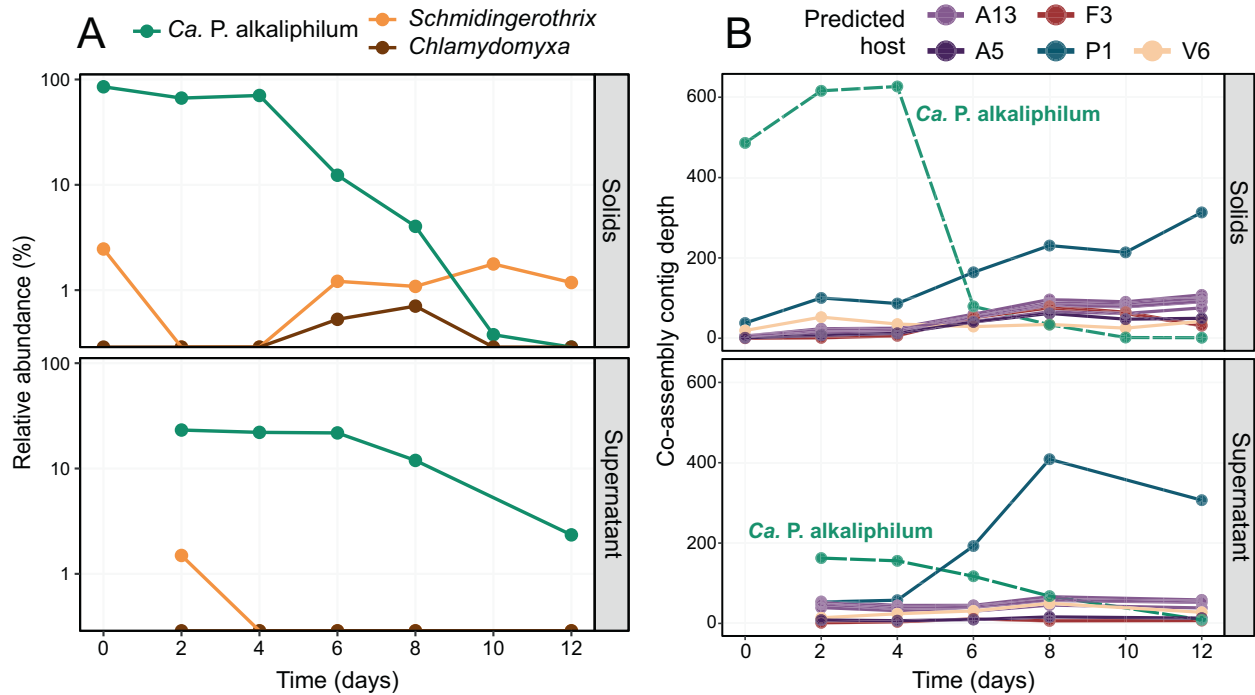 A
Ca. P. alkaliphilum
Schmidingerothrix
Chlamydomyxa
Relative abundance (%)
100
10
1
Solids
100
10
1
Supernatant
0 2 4 6 8 10 12
Time (days)
B
Predicted
host
A13 F3
A5 P1 V6
Co-assembly contig depth
600
400
200
0
Ca. P. alkaliphilum
Solids
600
400
200
0
Ca. P. alkaliphilum
Supernatant
0 2 4 6 8 10 12
Time (days)